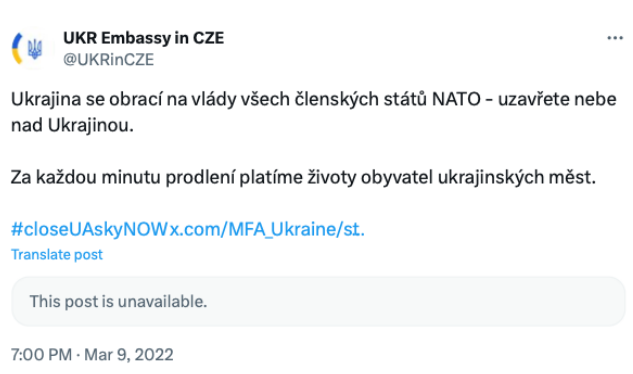 UKR Embassy in CZE
@UKRinCZE
Ukrajina se obrací na vlády všech členských států NATO - uzavřete nebe
nad Ukrajinou.
Za každou minutu prodlení platíme životy obyvatel ukrajinských měst.
#closeUAskyNOWx.com/MFA_Ukraine/st.
Translate post
This post is unavailable.
7:00 PM · Mar 9, 2022